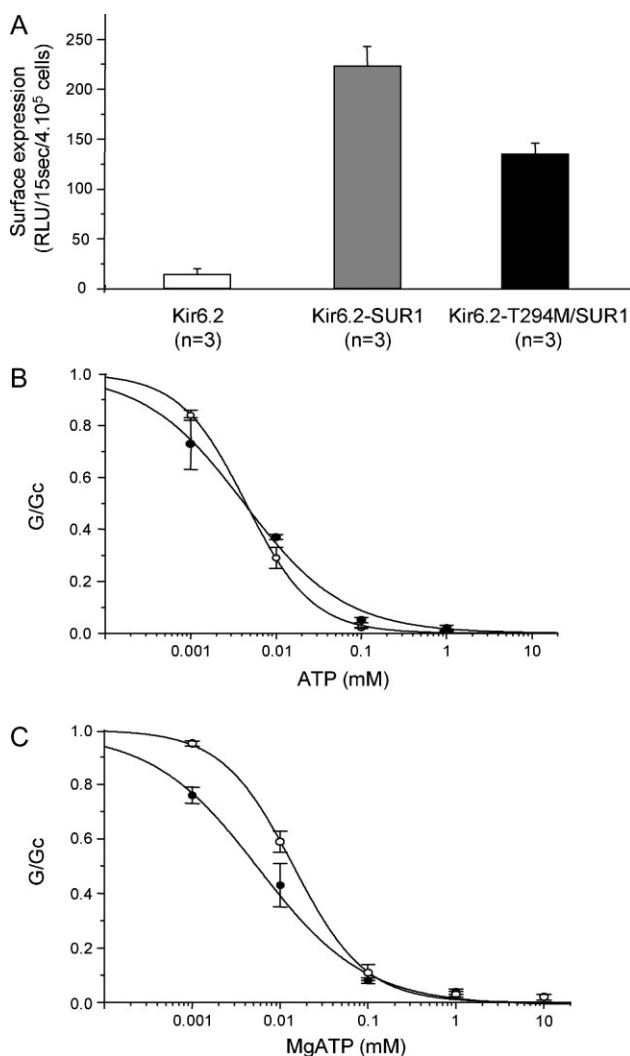 A
Surface expression
(RLU/15sec/4.10⁵ cells)
250
200
150
100
50
0
Kir6.2
(n=3)
Kir6.2-SUR1
(n=3)
Kir6.2-T294M/SUR1
(n=3)
B
G/Gc
1.0
0.8
0.6
0.4
0.2
0.0
0.001
0.01
0.1
1
10
ATP (mM)
C
G/Gc
1.0
0.8
0.6
0.4
0.2
0.0
0.001
0.01
0.1
1
10
MgATP (mM)